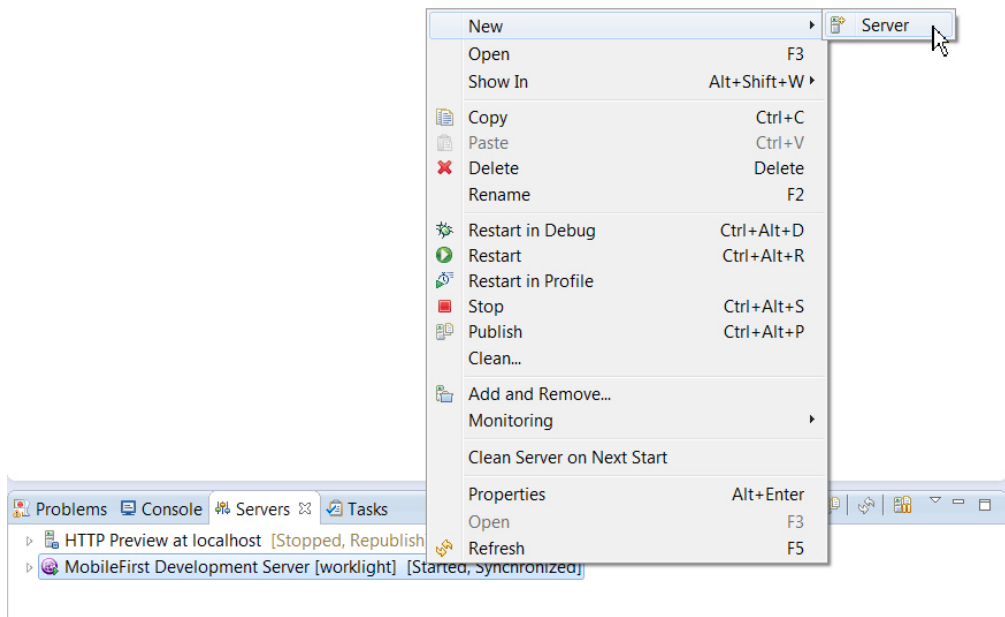 New Server
Open F3
Show In Alt+Shift+W
Copy Ctrl+C
Paste Ctrl+V
Delete Delete
Rename F2
Restart in Debug Ctrl+Alt+D
Restart Ctrl+Alt+R
Restart in Profile
Stop Ctrl+Alt+S
Publish Ctrl+Alt+P
Clean...
Add and Remove...
Monitoring
Clean Server on Next Start
Properties Alt+Enter
Open F3
Refresh F5
Problems Console Servers Tasks
HTTP Preview at localhost [Stopped, Republish
MobileFirst Development Server [worklight] [Started, Synchronized]